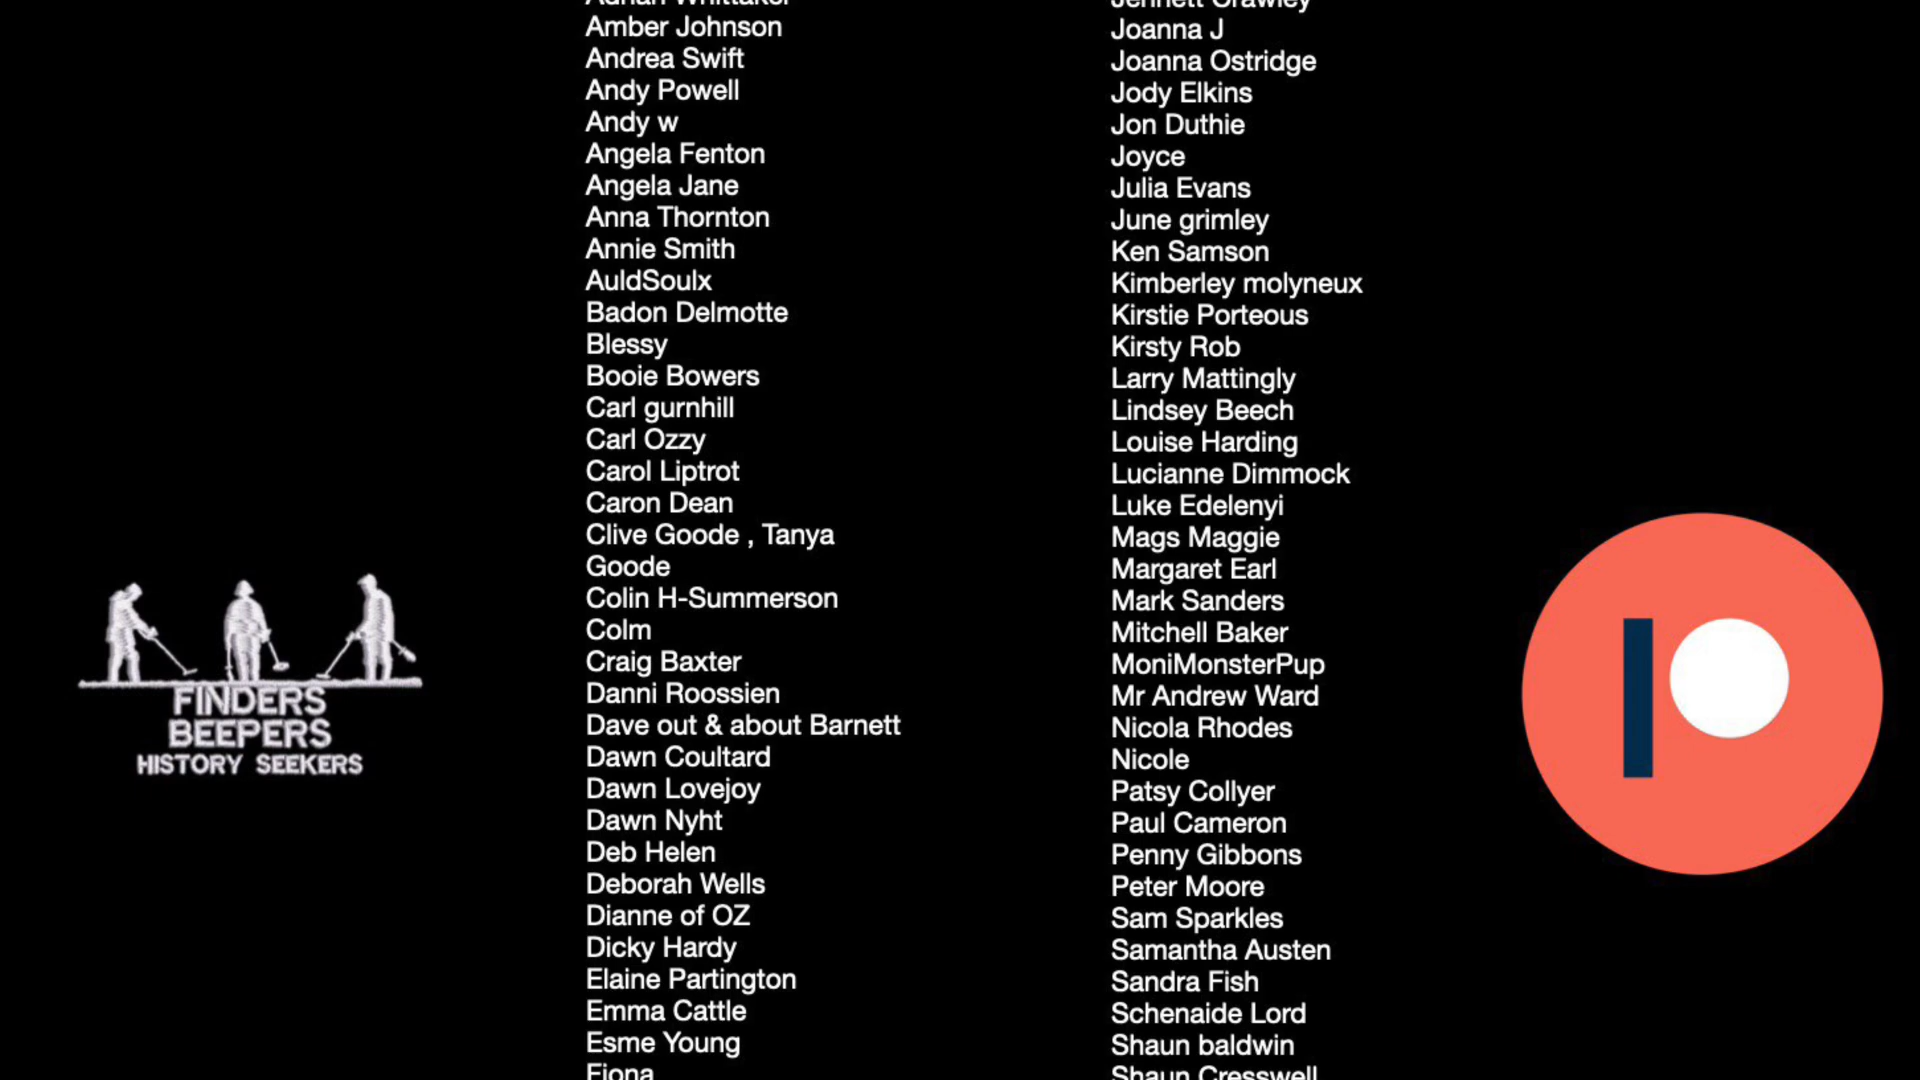 Adrian Whittaker
Amber Johnson
Andrea Swift
Andy Powell
Andy w
Angela Fenton
Angela Jane
Anna Thornton
Annie Smith
AuldSoulx
Badon Delmotte
Blessy
Booie Bowers
Carl gurnhill
Carl Ozzy
Carol Liptrot
Caron Dean
Clive Goode , Tanya
Goode
Colin H-Summerson
Colm
Craig Baxter
Danni Roossien
Dave out & about Barnett
Dawn Coultard
Dawn Lovejoy
Dawn Nyht
Deb Helen
Deborah Wells
Dianne of OZ
Dicky Hardy
Elaine Partington
Emma Cattle
Esme Young
Fiona
Jennett Crawley
Joanna J
Joanna Ostridge
Jody Elkins
Jon Duthie
Joyce
Julia Evans
June grimley
Ken Samson
Kimberley molyneux
Kirstie Porteous
Kirsty Rob
Larry Mattingly
Lindsey Beech
Louise Harding
Lucianne Dimmock
Luke Edelenyi
Mags Maggie
Margaret Earl
Mark Sanders
Mitchell Baker
MoniMonsterPup
Mr Andrew Ward
Nicola Rhodes
Nicole
Patsy Collyer
Paul Cameron
Penny Gibbons
Peter Moore
Sam Sparkles
Samantha Austen
Sandra Fish
Schenaide Lord
Shaun baldwin
Shaun Cresswell
FINDERS
BEEPERS
HISTORY SEEKERS